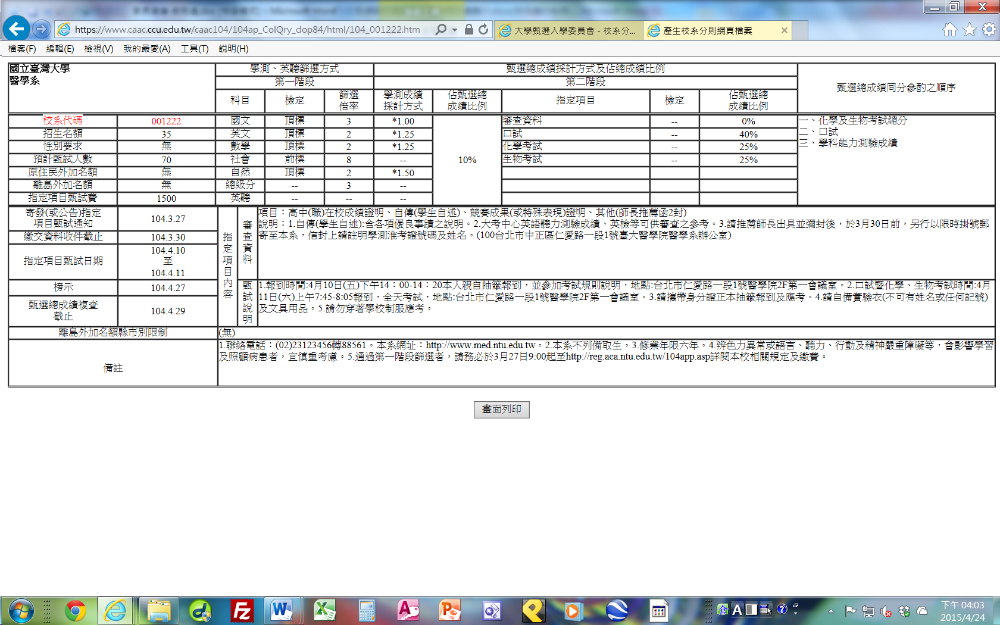 https://www.caac.ccu.edu.tw/caac104/104ap_ColQry_dop84/html/104_001222.htm
大學甄選入學委員會 - 校系分...
產生校系分則網頁檔案
檔案(F) 編輯(E) 檢視(V) 我的最愛(A) 工具(T) 說明(H)
國立臺灣大學
醫學系
學測、英聽篩選方式
甄選總成績採計方式及佔總成績比例
甄選總成績同分參酌之順序
第一階段
第二階段
科目 檢定 篩選倍率 學測成績採計方式 佔甄選總成績比例 指定項目 檢定 佔甄選總成績比例
校系代碼 001222 國文 頂標 3 *1.00 10% 審查資料 -- 0% 一、化學及生物考試總分
招生名額 35 英文 頂標 2 *1.25 口試 -- 40% 二、口試
性別要求 無 數學 頂標 2 *1.25 化學考試 -- 25% 三、學科能力測驗成績
預計甄試人數 70 社會 前標 8 -- 生物考試 -- 25%
原住民外加名額 無 自然 頂標 2 *1.50
離島外加名額 無 總級分 -- 3 --
指定項目甄試費 1500 英聽 -- -- --
寄發(或公告)指定
項目甄試通知
104.3.27
繳交資料收件截止 104.3.30
指定項目甄試日期
104.4.10
至
104.4.11
榜示 104.4.27
甄選總成績複查
截止
104.4.29
指定項目內容
審查資料
項目：高中(職)在校成績證明、自傳(學生自述)、競賽成果(或特殊表現)證明、其他(師長推薦函2封)
說明：1.自傳(學生自述):含各項優良事蹟之說明。2.大考中心英語聽力測驗成績、英檢等可供審查之參考。3.請推薦師長出具並彌封後，於3月30日前，另行以限時掛號郵
寄至本系，信封上請註明學測准考證號碼及姓名。(100台北市中正區仁愛路一段1號臺大醫學院醫學系辦公室)
甄試說明
1.報到時間:4月10日(五)下午14：00-14：20本人親自抽籤報到，並參加考試規則說明，地點:台北市仁愛路一段1號醫學院2F第一會議室。2.口試暨化學、生物考試時間:4月
11日(六)上午7:45-8:05報到，全天考試，地點:台北市仁愛路一段1號醫學院2F第一會議室。3.請攜帶身分證正本抽籤報到及應考。4.請自備實驗衣(不可有姓名或任何記號)
及文具用品。5.請勿穿著學校制服應考。
離島外加名額縣市別限制 (無)
備註
1.聯絡電話：(02)23123456轉88561。本系網址：http://www.med.ntu.edu.tw。2.本系不列備取生。3.修業年限六年。4.辨色力異常或語言、聽力、行動及精神嚴重障礙等，會影響學習
及照顧病患者，宜慎重考慮。5.通過第一階段篩選者，請務必於3月27日9:00起至http://reg.aca.ntu.edu.tw/104app.asp詳閱本校相關規定及繳費。
畫面列印
下午 04:03
2015/4/24